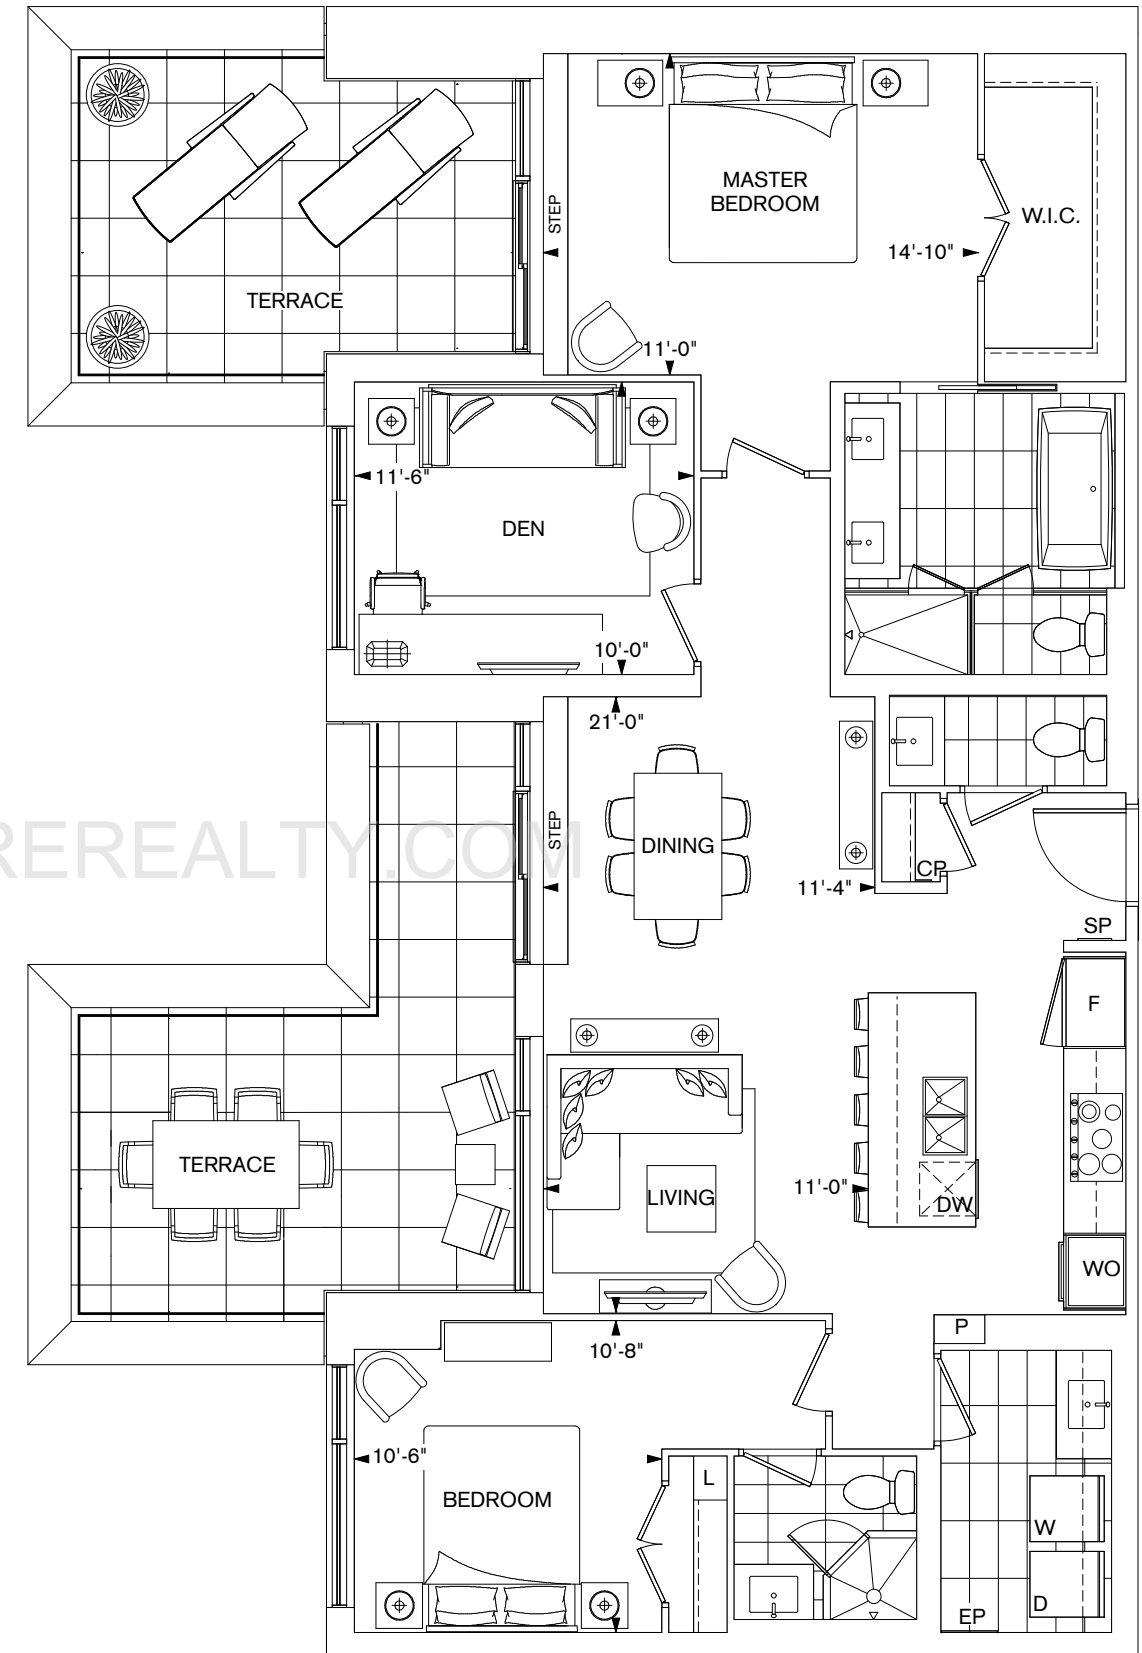 MASTER
BEDROOM
STEP
W.I.C.
14'-10"
TERRACE
11'-0"
11'-6"
DEN
10'-0"
21'-0"
STEP
DINING
REREALTY.COM
CP
11'-4"
SP
F
TERRACE
LIVING
11'-0"
DW
WO
P
10'-8"
10'-6"
L
BEDROOM
W
D
EP